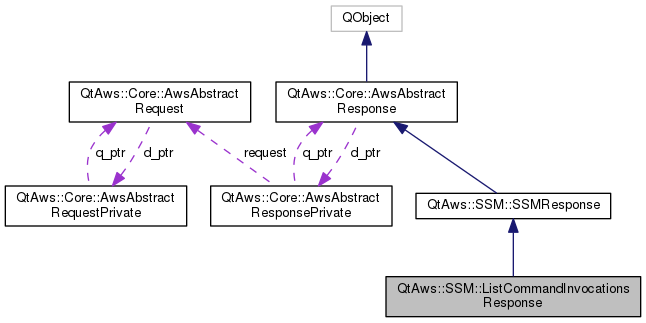 QObject
QtAws::Core::AwsAbstract
Request
QtAws::Core::AwsAbstract
Response
q_ptr
d_ptr
request
q_ptr
d_ptr
QtAws::Core::AwsAbstract
RequestPrivate
QtAws::Core::AwsAbstract
ResponsePrivate
QtAws::SSM::SSMResponse
QtAws::SSM::ListCommandInvocations
Response